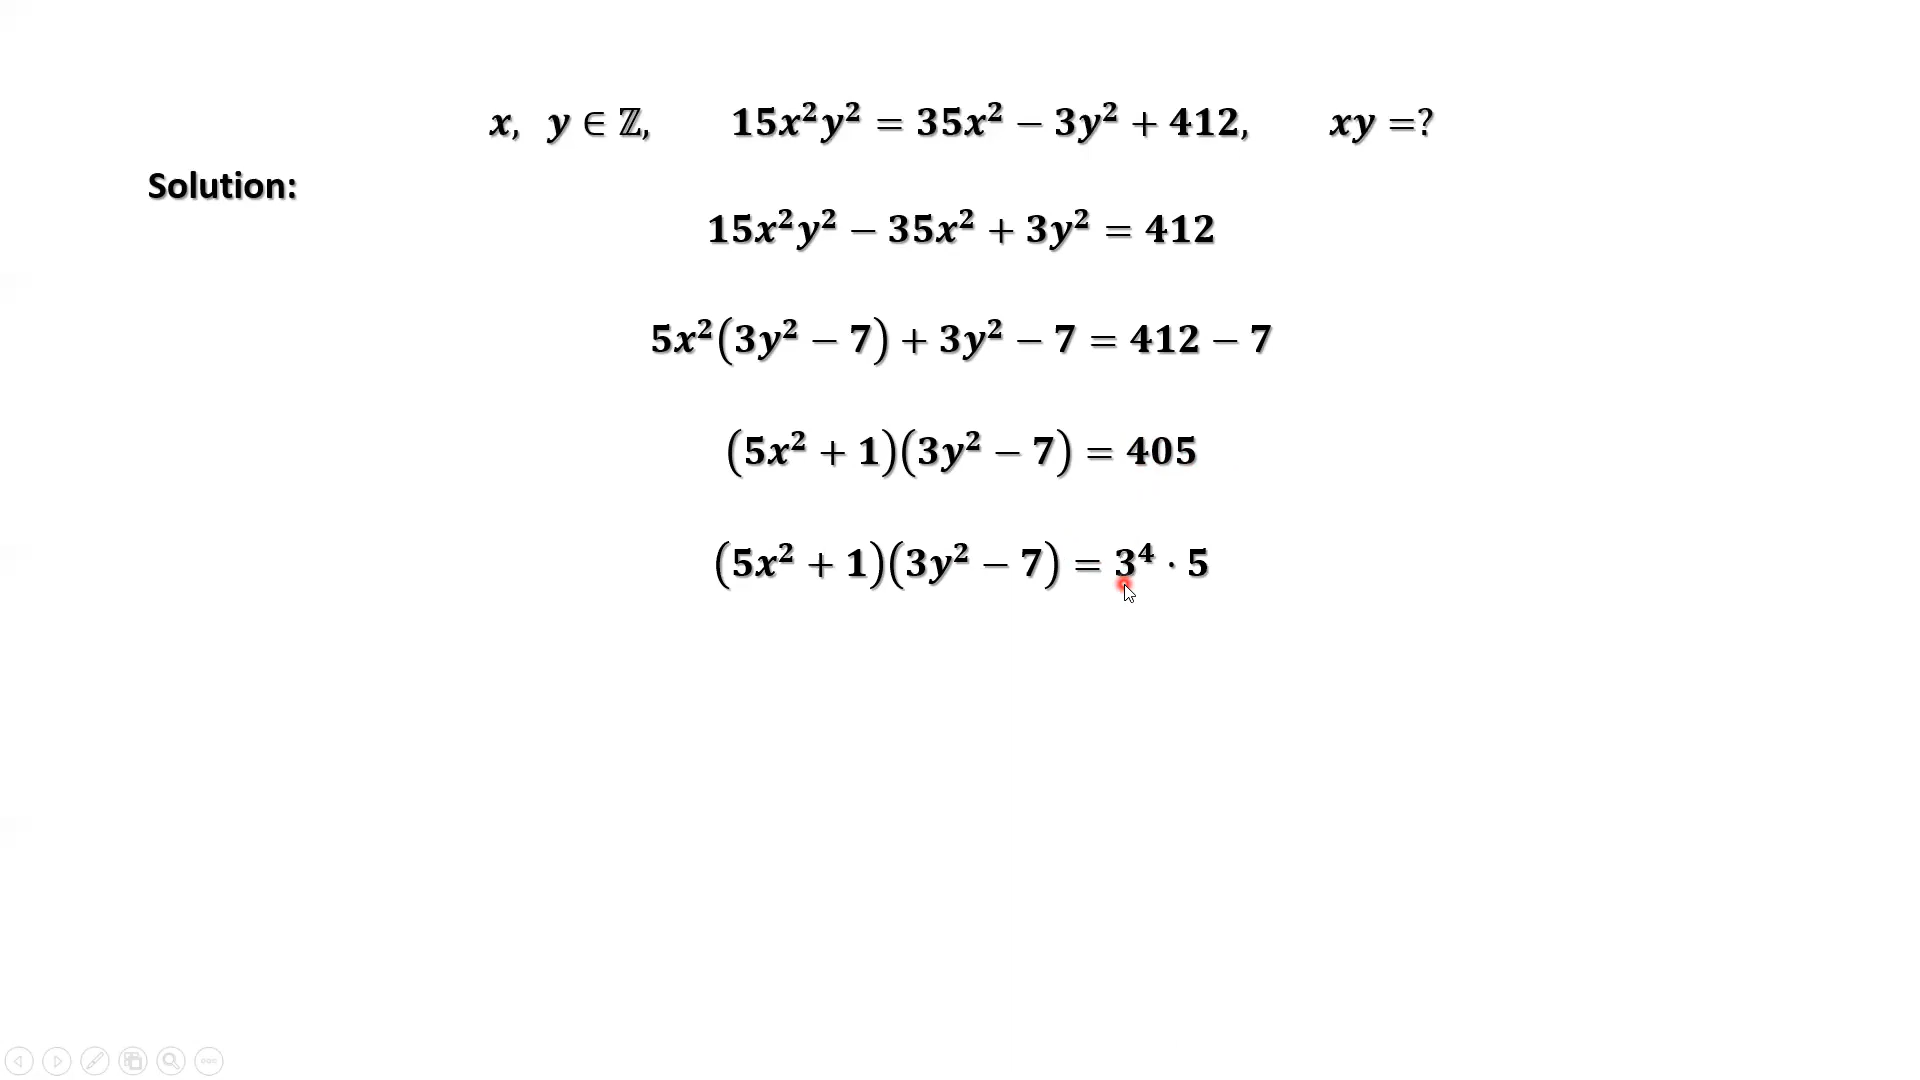 x, y ∈ ℤ, 15x²y² = 35x² − 3y² + 412, xy =?
Solution:
15x²y² − 35x² + 3y² = 412
5x²(3y² − 7) + 3y² − 7 = 412 − 7
(5x² + 1)(3y² − 7) = 405
(5x² + 1)(3y² − 7) = 3⁴ · 5